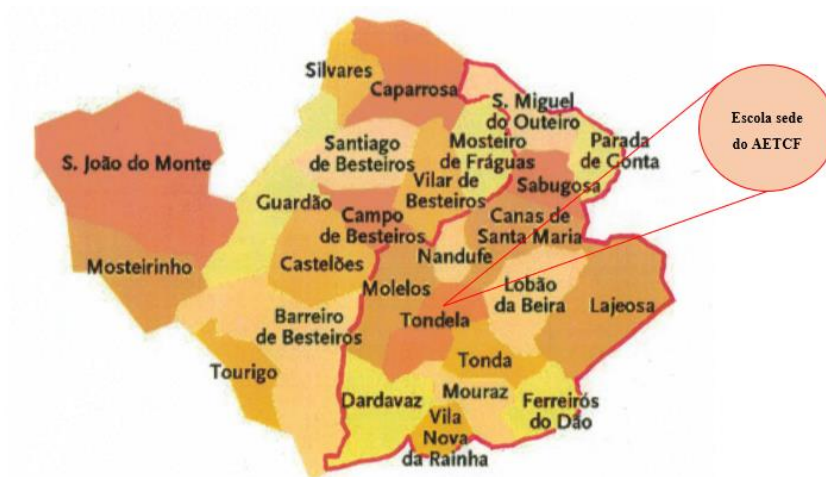 Silvares
Caparrosa
S. Miguel
do Outeiro
Escola sede
do AETCF
Santiago
de Besteiros
Mosteiro
de Fráguas
Parada
de Gonta
S. João do Monte
Vilar de
Besteiros
Sabugosa
Guardão
Campo
de Besteiros
Canas de
Santa Maria
Nandufe
Mosteirinho
Castelões
Molelos
Lobão
da Beira
Lajeosa
Barreiro
de Besteiros
Tondela
Tonda
Tourigo
Dardavaz
Mouraz
Ferreirós
do Dão
Vila
Nova
da Rainha